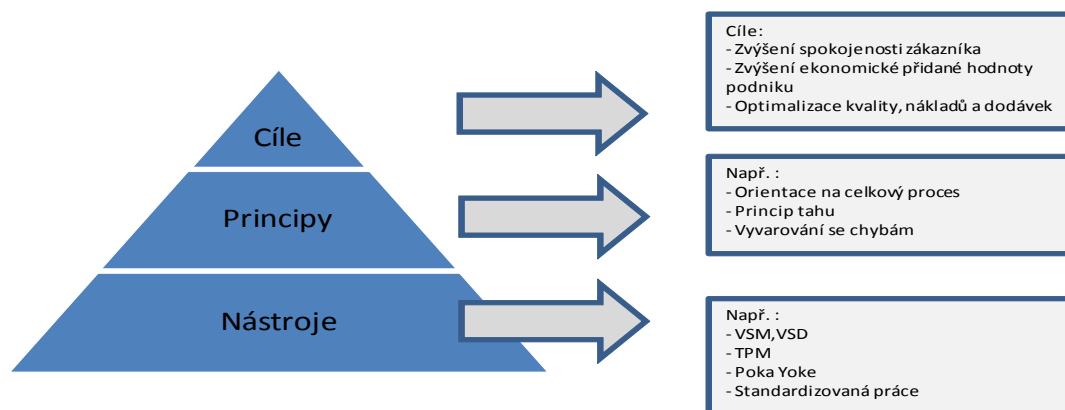 Cíle
Principy
Nástroje
Cíle:
- Zvýšení spokojenosti zákazníka
- Zvýšení ekonomické přidané hodnoty
podniku
- Optimalizace kvality, nákladů a dodávek
Např. :
- Orientace na celkový proces
- Princip tahu
- Vyvarování se chybám
Např. :
- VSM,VSD
- TPM
- Poka Yoke
- Standardizovaná práce